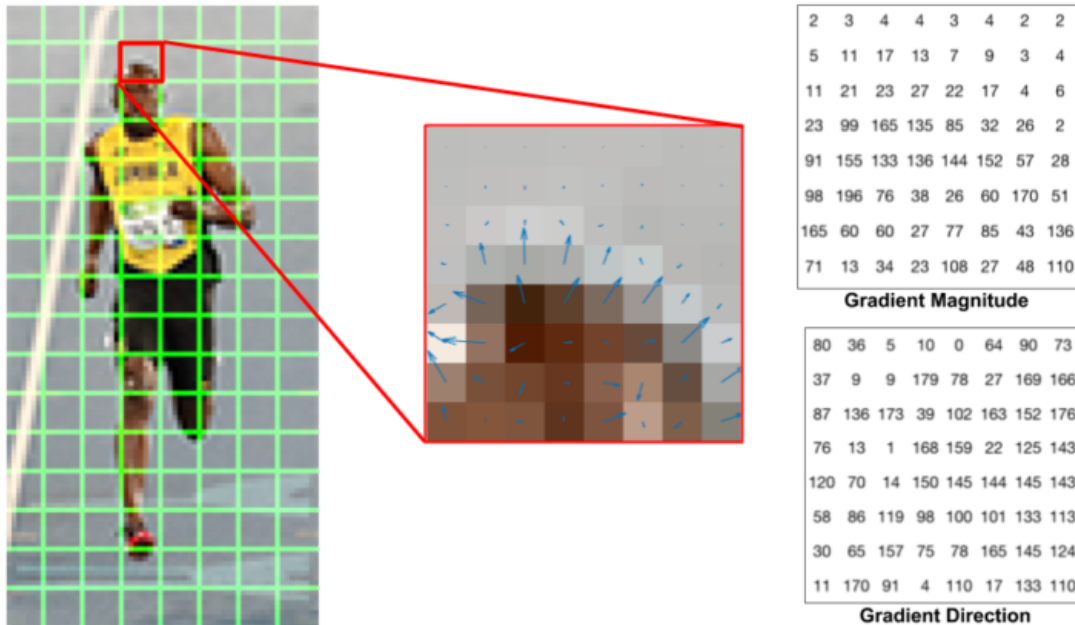 2 3 4 4 3 4 2 2
5 11 17 13 7 9 3 4
11 21 23 27 22 17 4 6
23 99 165 135 85 32 26 2
91 155 133 136 144 152 57 28
98 196 76 38 26 60 170 51
165 60 60 27 77 85 43 136
71 13 34 23 108 27 48 110
Gradient Magnitude
80 36 5 10 0 64 90 73
37 9 9 179 78 27 169 166
87 136 173 39 102 163 152 176
76 13 1 168 159 22 125 143
120 70 14 150 145 144 145 143
58 86 119 98 100 101 133 113
30 65 157 75 78 165 145 124
11 170 91 4 110 17 133 110
Gradient Direction